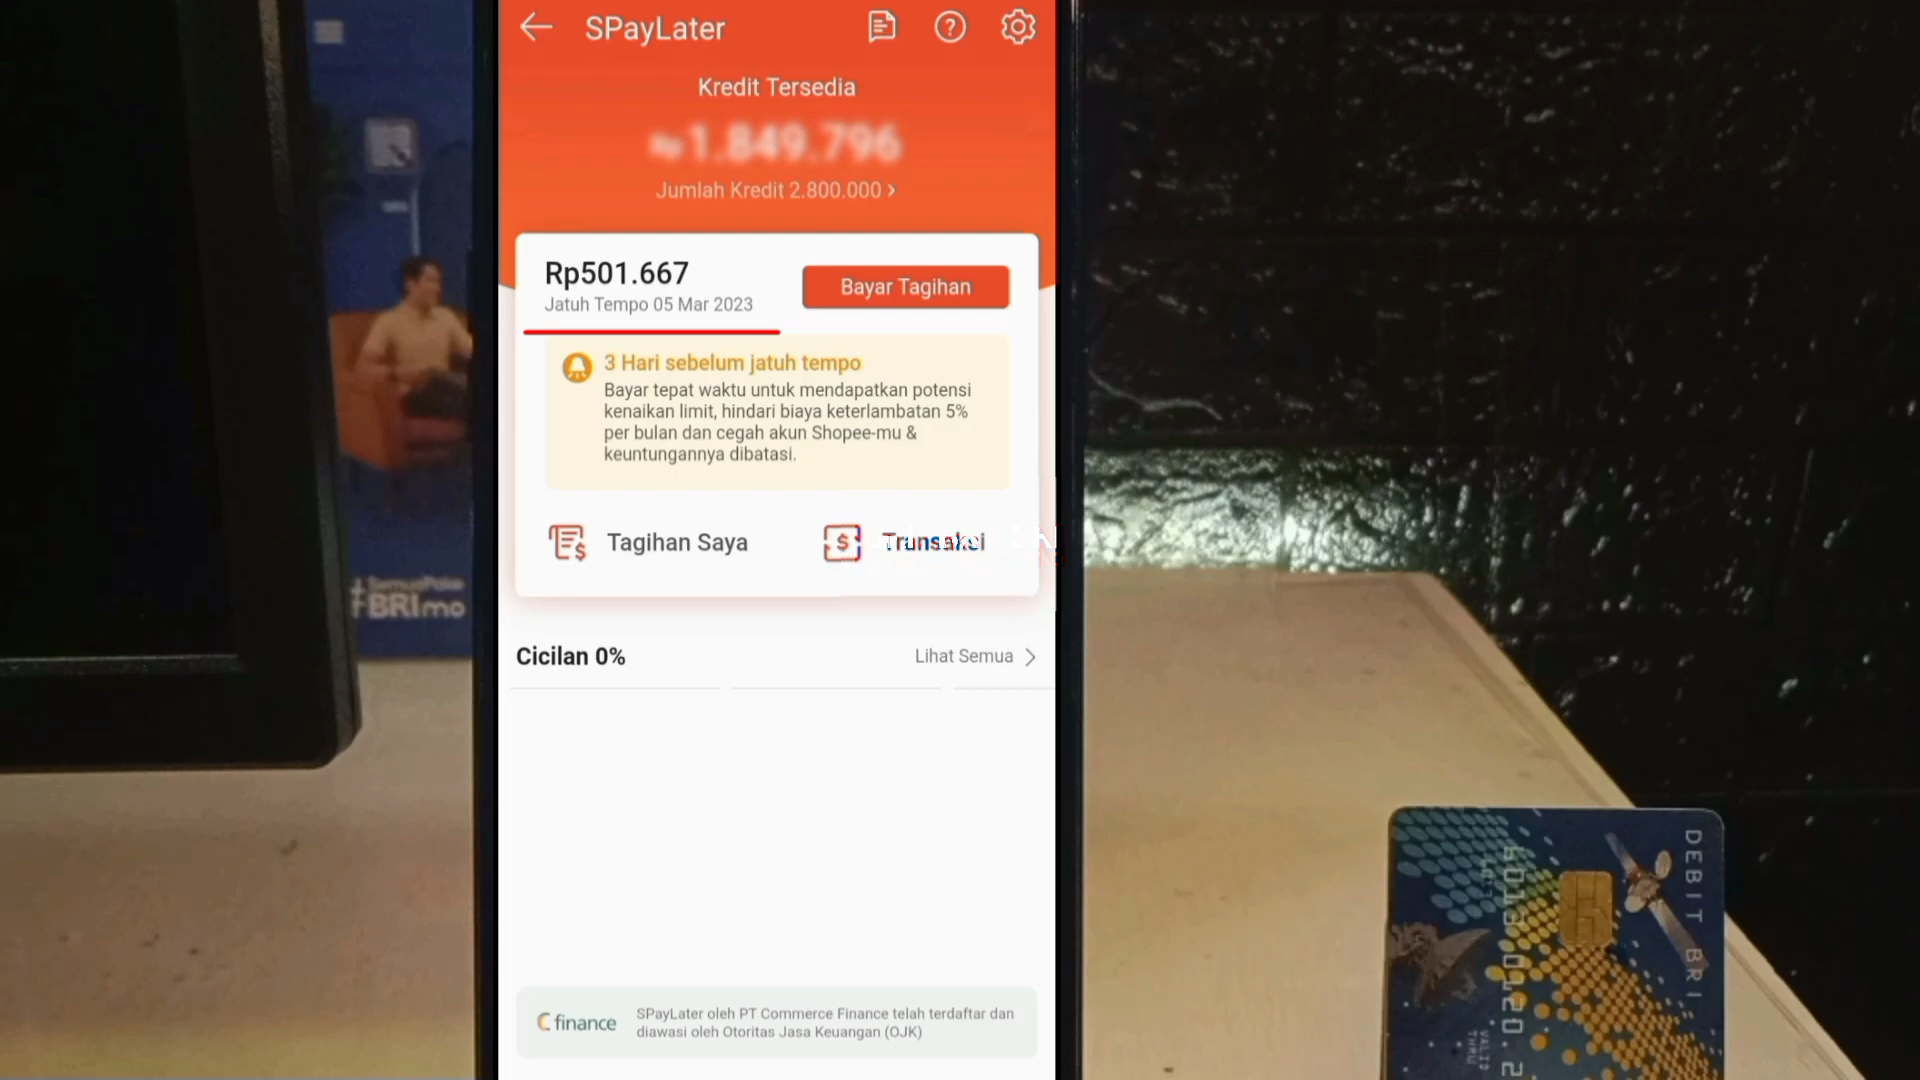 SPayLater
Kredit Tersedia
1.849.796
Jumlah Kredit 2.800.000 >
Rp501.667
Jatuh Tempo 05 Mar 2023
Bayar Tagihan
3 Hari sebelum jatuh tempo
Bayar tepat waktu untuk mendapatkan potensi
kenaikan limit, hindari biaya keterlambatan 5%
per bulan dan cegah akun Shopee-mu &
keuntungannya dibatasi.
Tagihan Saya
Transaksi
Cicilan 0%
Lihat Semua >
finance
SPayLater oleh PT Commerce Finance telah terdaftar dan
diawasi oleh Otoritas Jasa Keuangan (OJK)
BRImo
DEBIT BRI
VALID
THRU